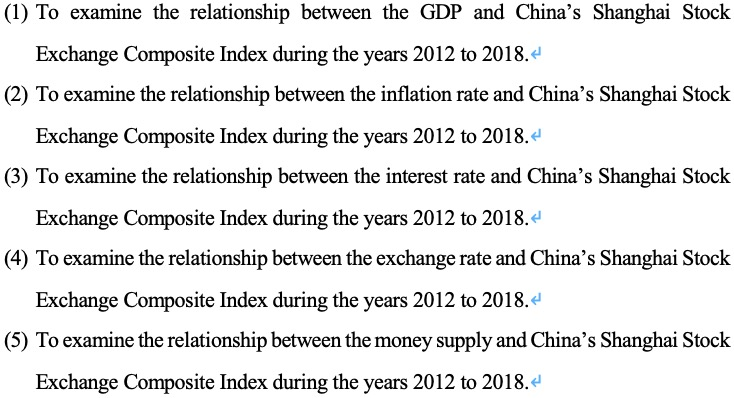 (1) To examine the relationship between the GDP and China’s Shanghai Stock
Exchange Composite Index during the years 2012 to 2018.↵
(2) To examine the relationship between the inflation rate and China’s Shanghai Stock
Exchange Composite Index during the years 2012 to 2018.↵
(3) To examine the relationship between the interest rate and China’s Shanghai Stock
Exchange Composite Index during the years 2012 to 2018.↵
(4) To examine the relationship between the exchange rate and China’s Shanghai Stock
Exchange Composite Index during the years 2012 to 2018.↵
(5) To examine the relationship between the money supply and China’s Shanghai Stock
Exchange Composite Index during the years 2012 to 2018.↵